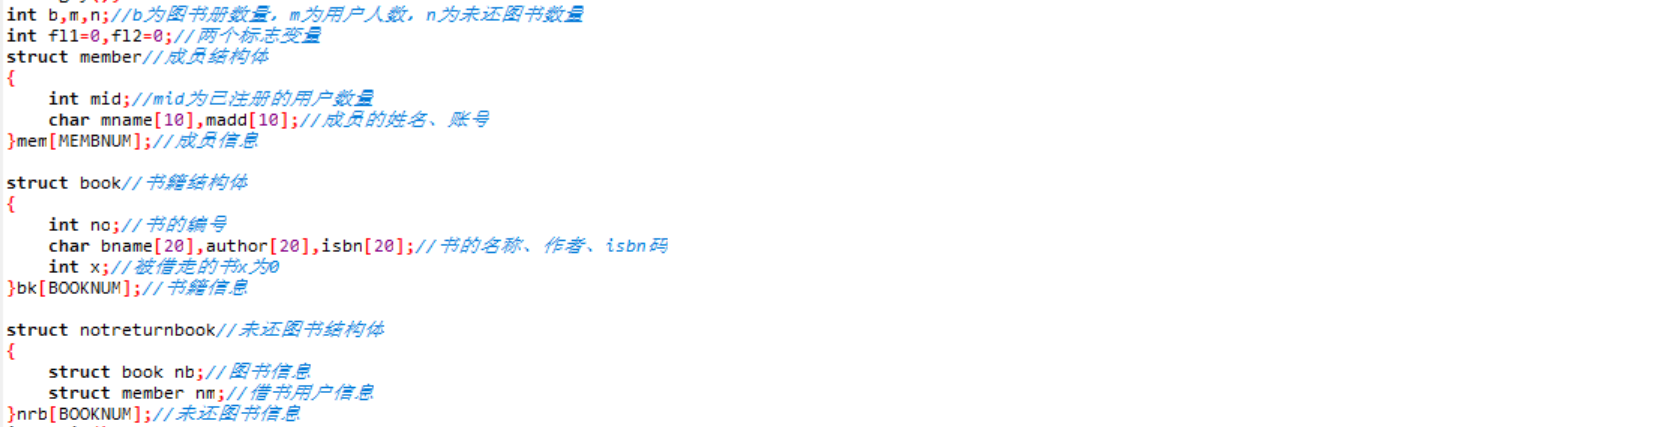 int b,m,n;//b为图书册数量，m为用户人数，n为未还图书数量
int fl1=0,fl2=0;//两个标志变量
struct member//成员结构体
{
int mid;//mid为已注册的用户数量
char mname[10],madd[10];//成员的姓名、账号
}mem[MEMBNUM];//成员信息
struct book//书籍结构体
{
int no;//书的编号
char bname[20],author[20],isbn[20];//书的名称、作者、isbn码
int x;//被借走的书x为0
}bk[BOOKNUM];//书籍信息
struct notreturnbook//未还图书结构体
{
struct book nb;//图书信息
struct member nm;//借书用户信息
}nrb[BOOKNUM];//未还图书信息